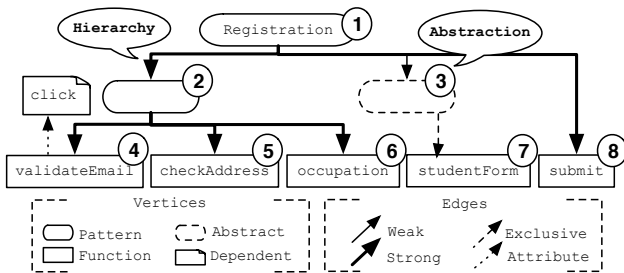 Registration 1
Hierarchy
Abstraction
2
3
click
validateEmail 4
checkAddress 5
occupation 6
studentForm 7
submit 8
Vertices
Pattern
Abstract
Function
Dependent
Edges
Weak
Exclusive
Strong
Attribute